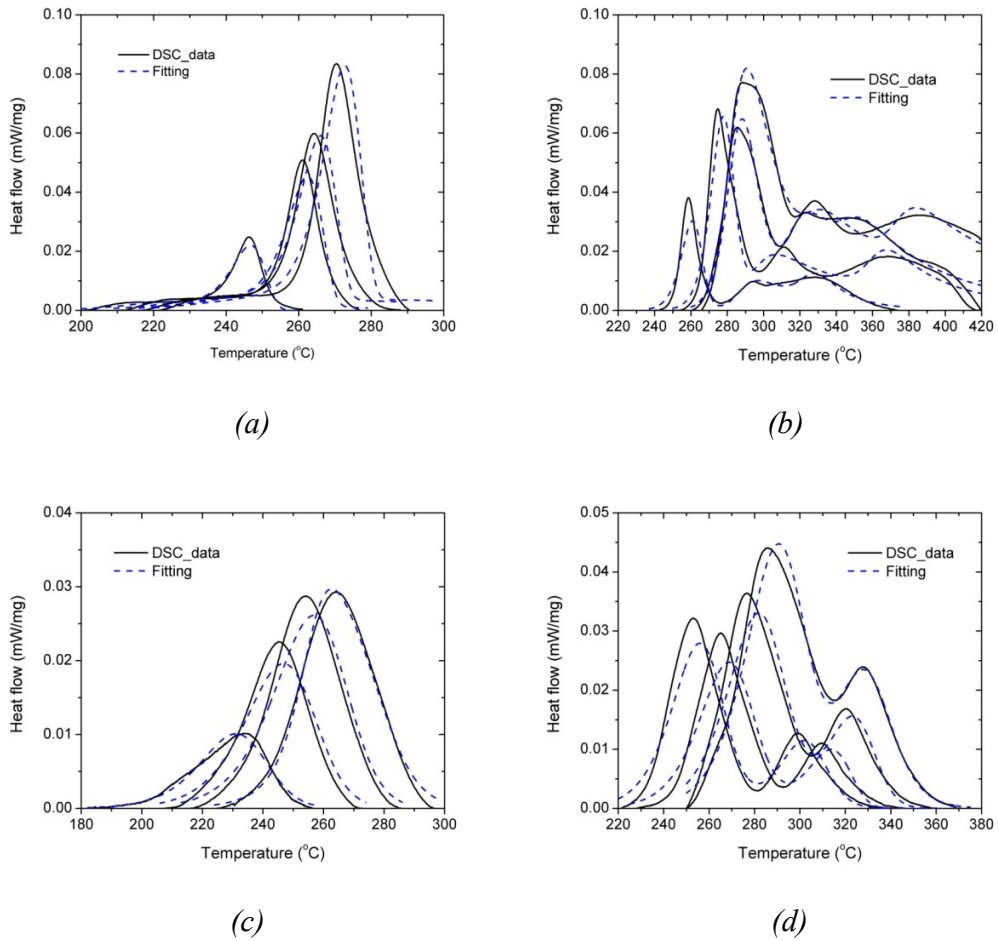 0.10
0.08
0.06
0.04
0.02
0.00
Heat flow (mW/mg)
DSC_data
Fitting
200 220 240 260 280 300
Temperature (°C)
(a)
0.10
0.08
0.06
0.04
0.02
0.00
Heat flow (mW/mg)
DSC_data
Fitting
220 240 260 280 300 320 340 360 380 400 420
Temperature (°C)
(b)
0.04
0.03
0.02
0.01
0.00
Heat flow (mW/mg)
DSC_data
Fitting
180 200 220 240 260 280 300
Temperature (°C)
(c)
0.05
0.04
0.03
0.02
0.01
0.00
Heat flow (mW/mg)
DSC_data
Fitting
220 240 260 280 300 320 340 360 380
Temperature (°C)
(d)